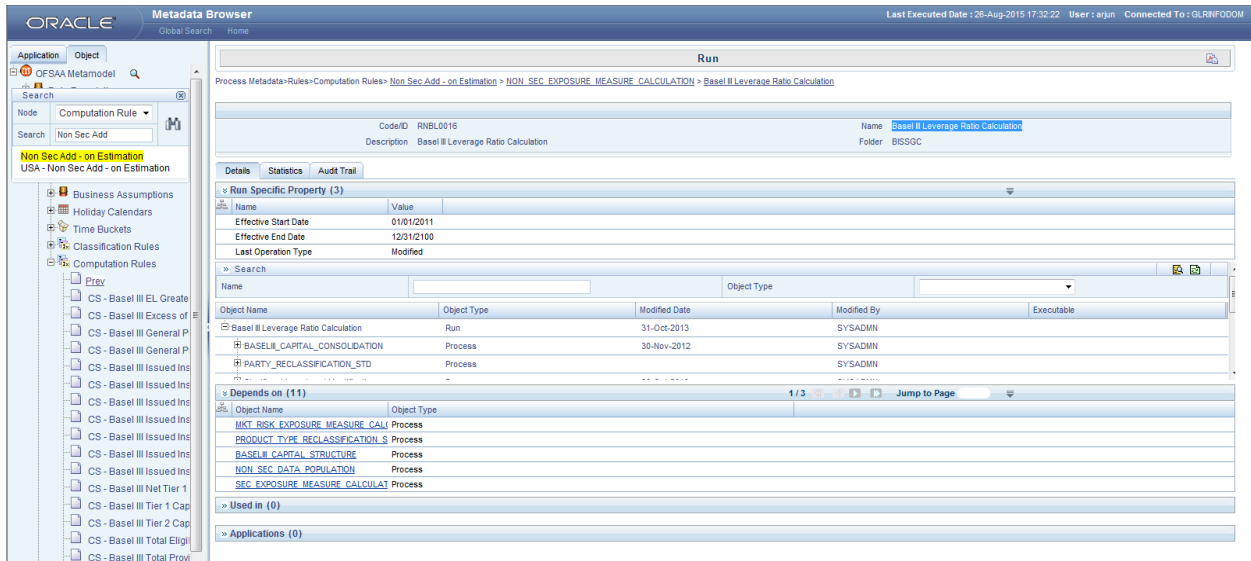 ORACLE
Metadata Browser
Last Executed Date : 26-Aug-2015 17:32:22 User : arjun Connected To : GLRINFODOM
Global Search Home
Application Object
OFSAA Metamodel
Search
Node Computation Rule
Search Non Sec Add
Non Sec Add - on Estimation
USA - Non Sec Add - on Estimation
Business Assumptions
Holiday Calendars
Time Buckets
Classification Rules
Computation Rules
Prev
CS - Basel III EL Greate
CS - Basel III Excess of
CS - Basel III General P
CS - Basel III General P
CS - Basel III Issued Ins
CS - Basel III Issued Ins
CS - Basel III Issued Ins
CS - Basel III Issued Ins
CS - Basel III Issued Ins
CS - Basel III Issued Ins
CS - Basel III Issued Ins
CS - Basel III Net Tier 1
CS - Basel III Tier 1 Cap
CS - Basel III Tier 2 Cap
CS - Basel III Total Eligil
CS - Basel III Total Provi
Run
Process Metadata>Rules>Computation Rules> Non Sec Add - on Estimation > NON_SEC_EXPOSURE_MEASURE_CALCULATION > Basel III Leverage Ratio Calculation
Code/ID RNBL0016 Name Basel III Leverage Ratio Calculation
Description Basel III Leverage Ratio Calculation Folder BISSGC
Details Statistics Audit Trail
Run Specific Property (3)
Name Value
Effective Start Date 01/01/2011
Effective End Date 12/31/2100
Last Operation Type Modified
» Search
Name Object Type
Object Name Object Type Modified Date Modified By Executable
Basel III Leverage Ratio Calculation Run 31-Oct-2013 SYSADMN
BASELIII_CAPITAL_CONSOLIDATION Process 30-Nov-2012 SYSADMN
PARTY_RECLASSIFICATION_STD Process SYSADMN
Depends on (11) 1 / 3 Jump to Page
Object Name Object Type
MKT_RISK_EXPOSURE_MEASURE_CALC Process
PRODUCT_TYPE_RECLASSIFICATION_S Process
BASELIII_CAPITAL_STRUCTURE Process
NON_SEC_DATA_POPULATION Process
SEC_EXPOSURE_MEASURE_CALCULAT Process
» Used in (0)
» Applications (0)